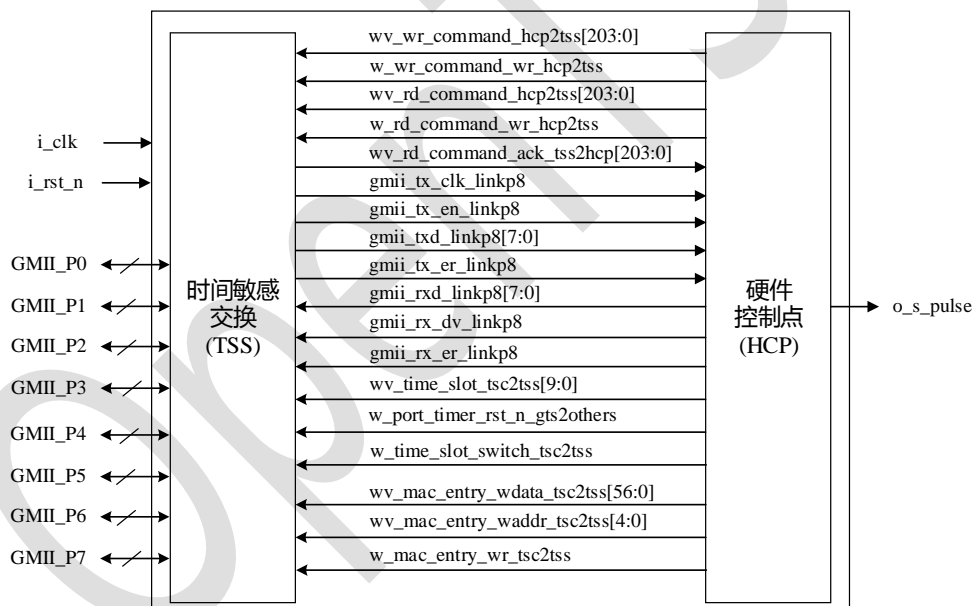 wv_wr_command_hcp2tss[203:0]
w_wr_command_wr_hcp2tss
wv_rd_command_hcp2tss[203:0]
w_rd_command_wr_hcp2tss
wv_rd_command_ack_tss2hcp[203:0]
gmii_tx_clk_linkp8
gmii_tx_en_linkp8
gmii_txd_linkp8[7:0]
gmii_tx_er_linkp8
gmii_rxd_linkp8[7:0]
gmii_rx_dv_linkp8
gmii_rx_er_linkp8
wv_time_slot_tsc2tss[9:0]
w_port_timer_rst_n_gts2others
w_time_slot_switch_tsc2tss
wv_mac_entry_wdata_tsc2tss[56:0]
wv_mac_entry_waddr_tsc2tss[4:0]
w_mac_entry_wr_tsc2tss
i_clk
i_rst_n
GMII_P0
GMII_P1
GMII_P2
GMII_P3
GMII_P4
GMII_P5
GMII_P6
GMII_P7
时间敏感
交换
(TSS)
硬件
控制点
(HCP)
o_s_pulse